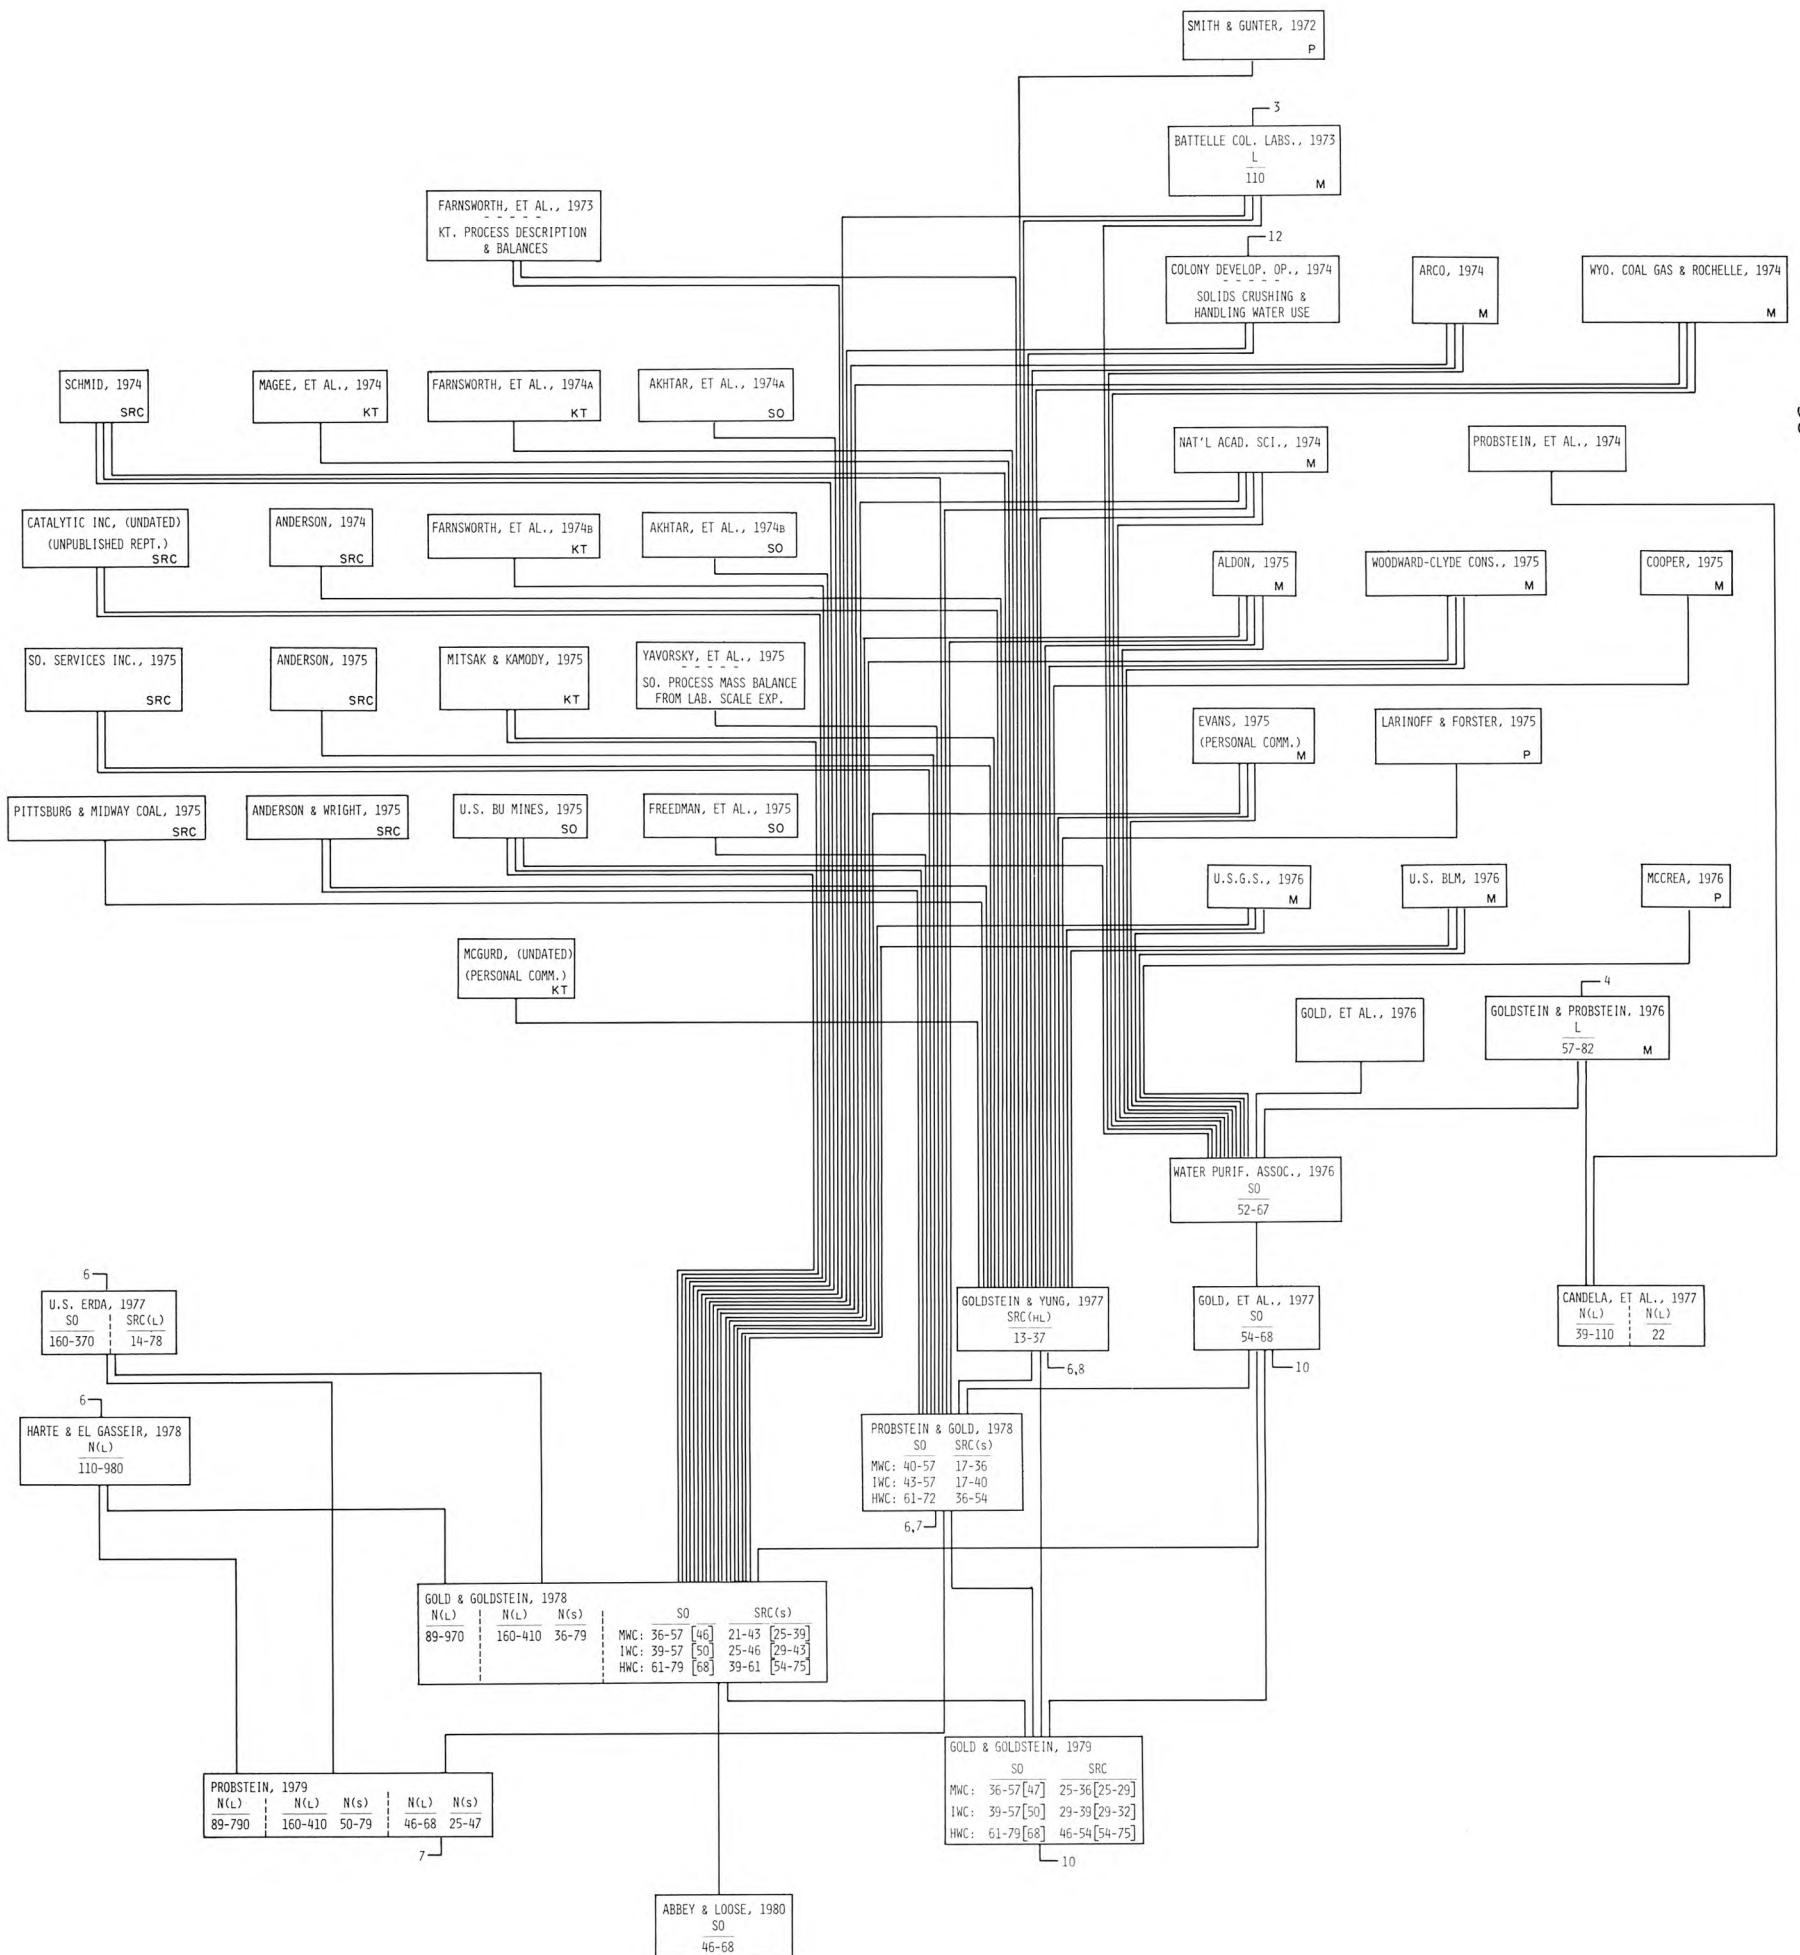 SMITH & GUNTER, 1972
P
3
BATTELLE COL. LABS., 1973
L
110
M
FARNSWORTH, ET AL., 1973
- - - - -
KT. PROCESS DESCRIPTION
& BALANCES
12
COLONY DEVELOP. OP., 1974
- - - - -
SOLIDS CRUSHING &
HANDLING WATER USE
ARCO, 1974
M
WYO. COAL GAS & ROCHELLE, 1974
M
SCHMID, 1974
SRC
MAGEE, ET AL., 1974
KT
FARNSWORTH, ET AL., 1974A
KT
AKHTAR, ET AL., 1974A
SO
NAT'L ACAD. SCI., 1974
M
PROBSTEIN, ET AL., 1974
CATALYTIC INC, (UNDATED)
(UNPUBLISHED REPT.)
SRC
ANDERSON, 1974
SRC
FARNSWORTH, ET AL., 1974B
KT
AKHTAR, ET AL., 1974B
SO
ALDON, 1975
M
WOODWARD-CLYDE CONS., 1975
M
COOPER, 1975
M
SO. SERVICES INC., 1975
SRC
ANDERSON, 1975
SRC
MITSAK & KAMODY, 1975
KT
YAVORSKY, ET AL., 1975
- - - - -
SO. PROCESS MASS BALANCE
FROM LAB. SCALE EXP.
EVANS, 1975
(PERSONAL COMM.)
M
LARINOFF & FORSTER, 1975
P
PITTSBURG & MIDWAY COAL, 1975
SRC
ANDERSON & WRIGHT, 1975
SRC
U.S. BU MINES, 1975
SO
FREEDMAN, ET AL., 1975
SO
U.S.G.S., 1976
M
U.S. BLM, 1976
M
MCCREA, 1976
P
MCGURD, (UNDATED)
(PERSONAL COMM.)
KT
GOLD, ET AL., 1976
4
GOLDSTEIN & PROBSTEIN, 1976
L
57-82 M
WATER PURIF. ASSOC., 1976
SO
52-67
6
U.S. ERDA, 1977
SO SRC(L)
160-370 14-78
GOLDSTEIN & YUNG, 1977
SRC(HL)
13-37
6,8
GOLD, ET AL., 1977
SO
54-68
10
CANDELA, ET AL., 1977
N(L) N(L)
39-110 22
6
HARTE & EL GASSEIR, 1978
N(L)
110-980
PROBSTEIN & GOLD, 1978
SO SRC(s)
MWC: 40-57 17-36
IWC: 43-57 17-40
HWC: 61-72 36-54
6,7
GOLD & GOLDSTEIN, 1978
N(L) N(L) N(s) SO SRC(s)
89-970 160-410 36-79 MWC: 36-57 [46] 21-43 [25-39]
IWC: 39-57 [50] 25-46 [29-43]
HWC: 61-79 [68] 39-61 [54-75]
GOLD & GOLDSTEIN, 1979
SO SRC
MWC: 36-57[47] 25-36[25-29]
IWC: 39-57[50] 29-39[29-32]
HWC: 61-79[68] 46-54[54-75]
10
PROBSTEIN, 1979
N(L) N(L) N(s) N(L) N(s)
89-790 160-410 50-79 46-68 25-47
7
ABBEY & LOOSE, 1980
SO
46-68